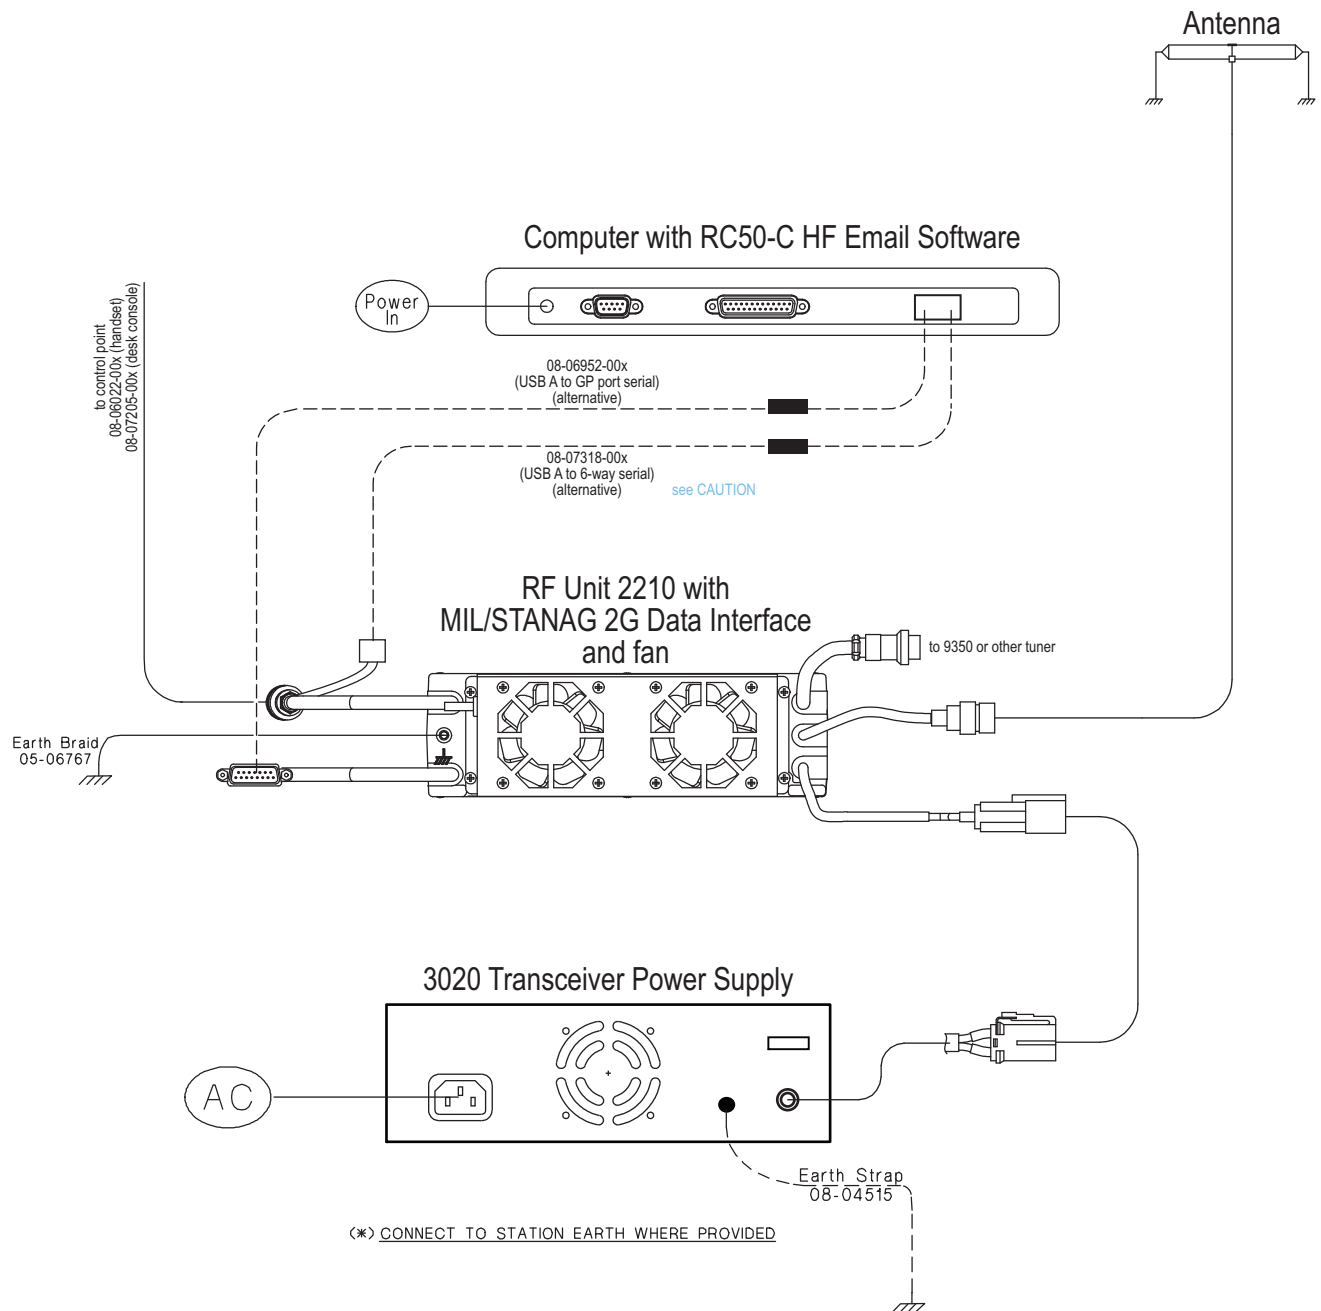 Antenna
Computer with RC50-C HF Email Software
Power
In
to control point
08-06022-00x (handset)
08-07205-00x (desk console)
08-06952-00x
(USB A to GP port serial)
(alternative)
08-07318-00x
(USB A to 6-way serial)
(alternative)
see CAUTION
RF Unit 2210 with
MIL/STANAG 2G Data Interface
and fan
to 9350 or other tuner
Earth Braid
05-06767
3020 Transceiver Power Supply
AC
Earth Strap
08-04515
(*) CONNECT TO STATION EARTH WHERE PROVIDED